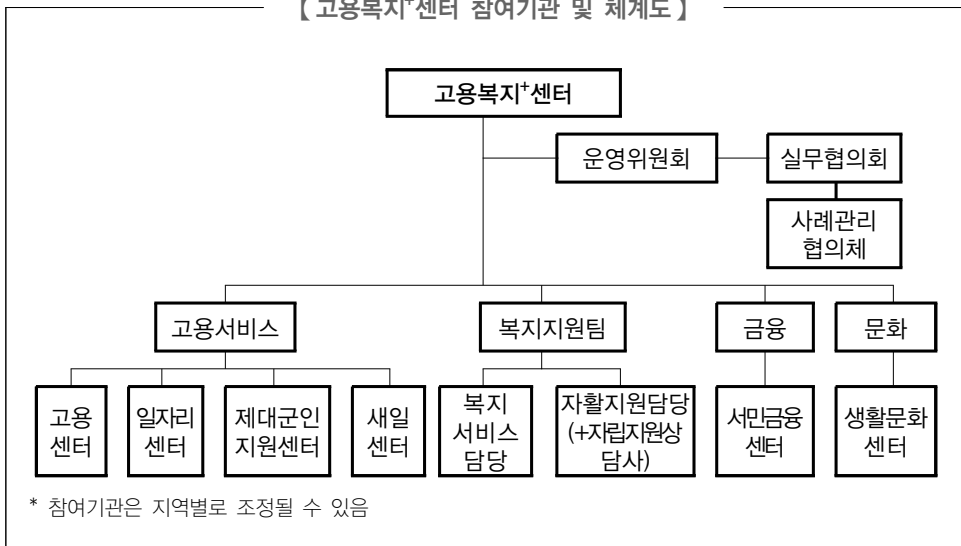 【 고용복지+센터 참여기관 및 체계도 】
고용복지+센터
운영위원회
실무협의회
사례관리
협의체
고용서비스
복지지원팀
금융
문화
고용
센터
일자리
센터
제대군인
지원센터
새일
센터
복지
서비스
담당
자활지원담당
(+자립지원상
담사)
서민금융
센터
생활문화
센터
* 참여기관은 지역별로 조정될 수 있음